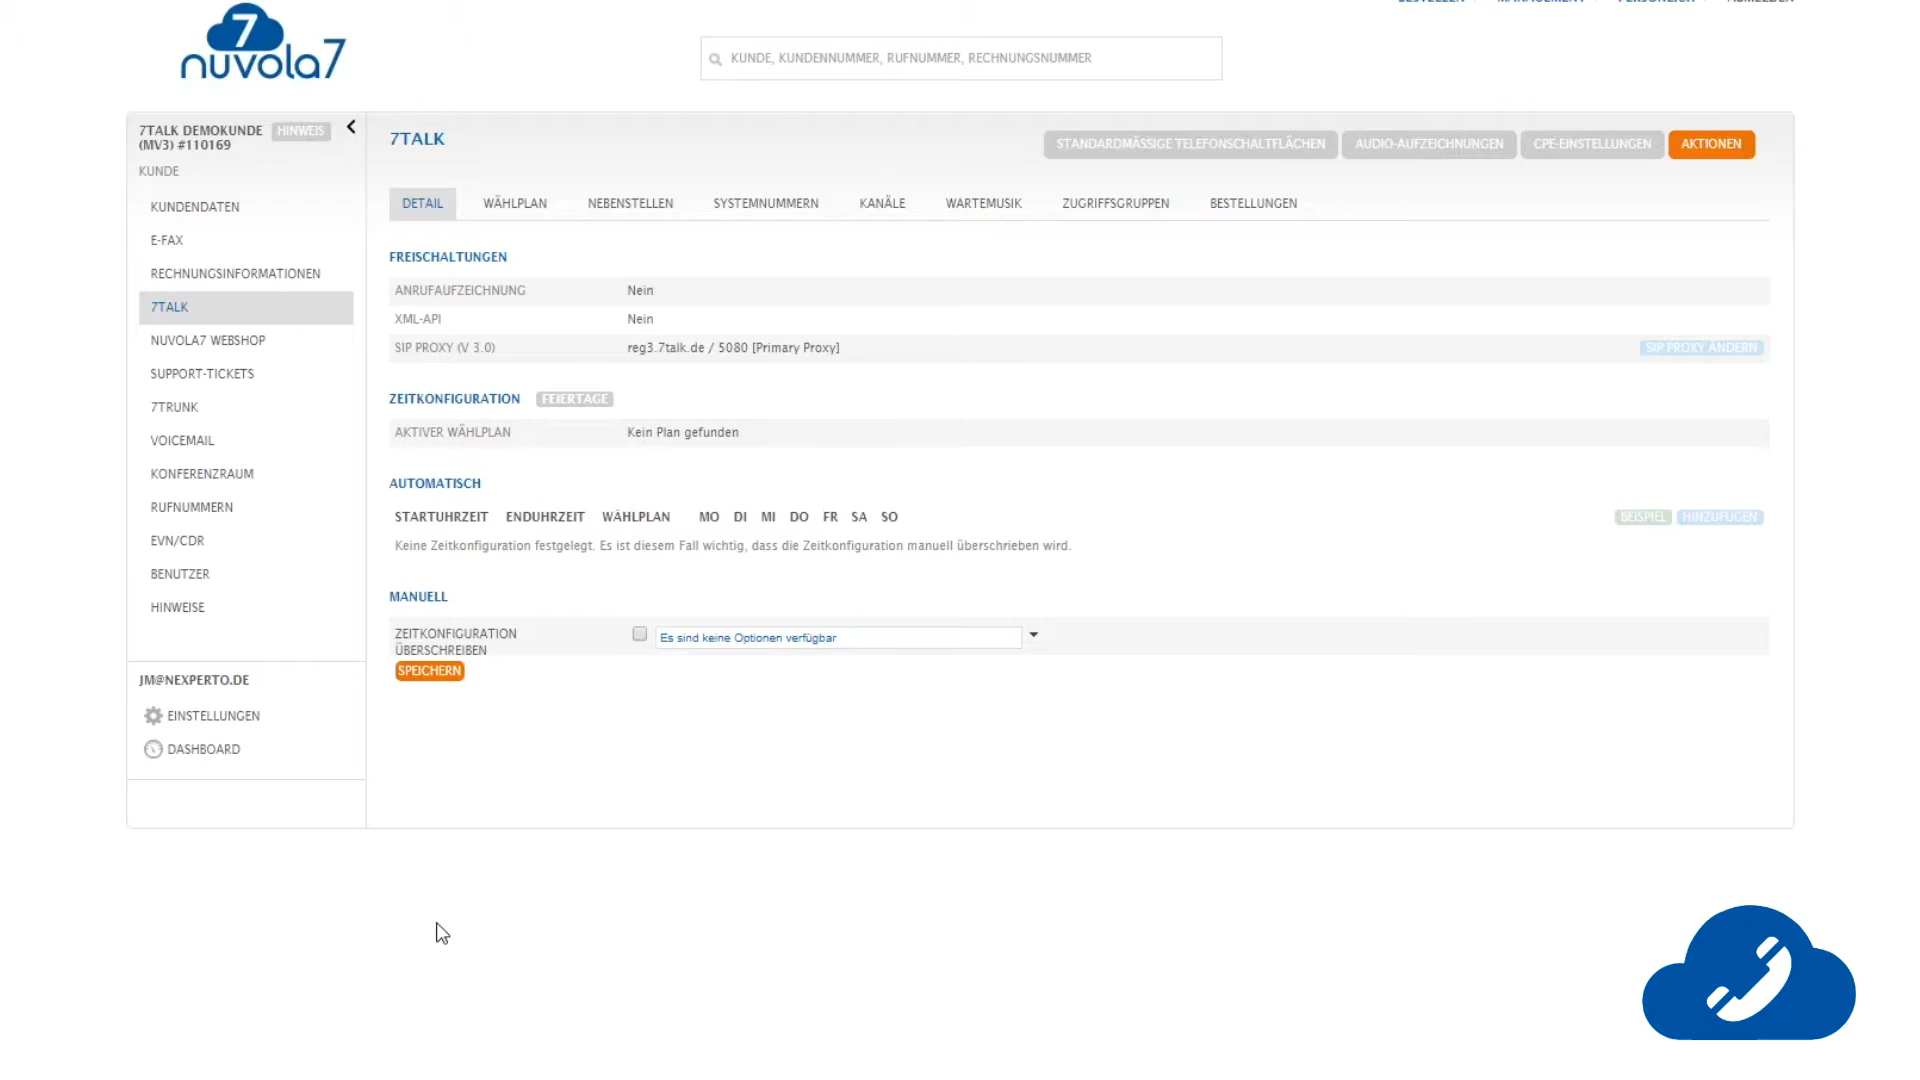 BESTELLEN MANAGEMENT PERSÖNLICH ABMELDEN
7
nuvola7
KUNDE, KUNDENNUMMER, RUFNUMMER, RECHNUNGSNUMMER
7TALK DEMOKUNDE HINWEIS
(MV3) #110169
KUNDE
KUNDENDATEN
E-FAX
RECHNUNGSINFORMATIONEN
7TALK
NUVOLA7 WEBSHOP
SUPPORT-TICKETS
7TRUNK
VOICEMAIL
KONFERENZRAUM
RUFNUMMERN
EVN/CDR
BENUTZER
HINWEISE
JM@NEXPERTO.DE
EINSTELLUNGEN
DASHBOARD
7TALK
STANDARDMÄSSIGE TELEFONSCHALTFLÄCHEN AUDIO-AUFZEICHNUNGEN CPE-EINSTELLUNGEN AKTIONEN
DETAIL WÄHLPLAN NEBENSTELLEN SYSTEMNUMMERN KANÄLE WARTEMUSIK ZUGRIFFSGRUPPEN BESTELLUNGEN
FREISCHALTUNGEN
ANRUFAUFZEICHNUNG Nein
XML-API Nein
SIP PROXY (V 3.0) reg3.7talk.de / 5080 [Primary Proxy] SIP PROXY ÄNDERN
ZEITKONFIGURATION FEIERTAGE
AKTIVER WÄHLPLAN Kein Plan gefunden
AUTOMATISCH
STARTUHRZEIT ENDUHRZEIT WÄHLPLAN MO DI MI DO FR SA SO BEISPIEL HINZUFÜGEN
Keine Zeitkonfiguration festgelegt. Es ist diesem Fall wichtig, dass die Zeitkonfiguration manuell überschrieben wird.
MANUELL
ZEITKONFIGURATION
ÜBERSCHREIBEN
Es sind keine Optionen verfügbar
SPEICHERN